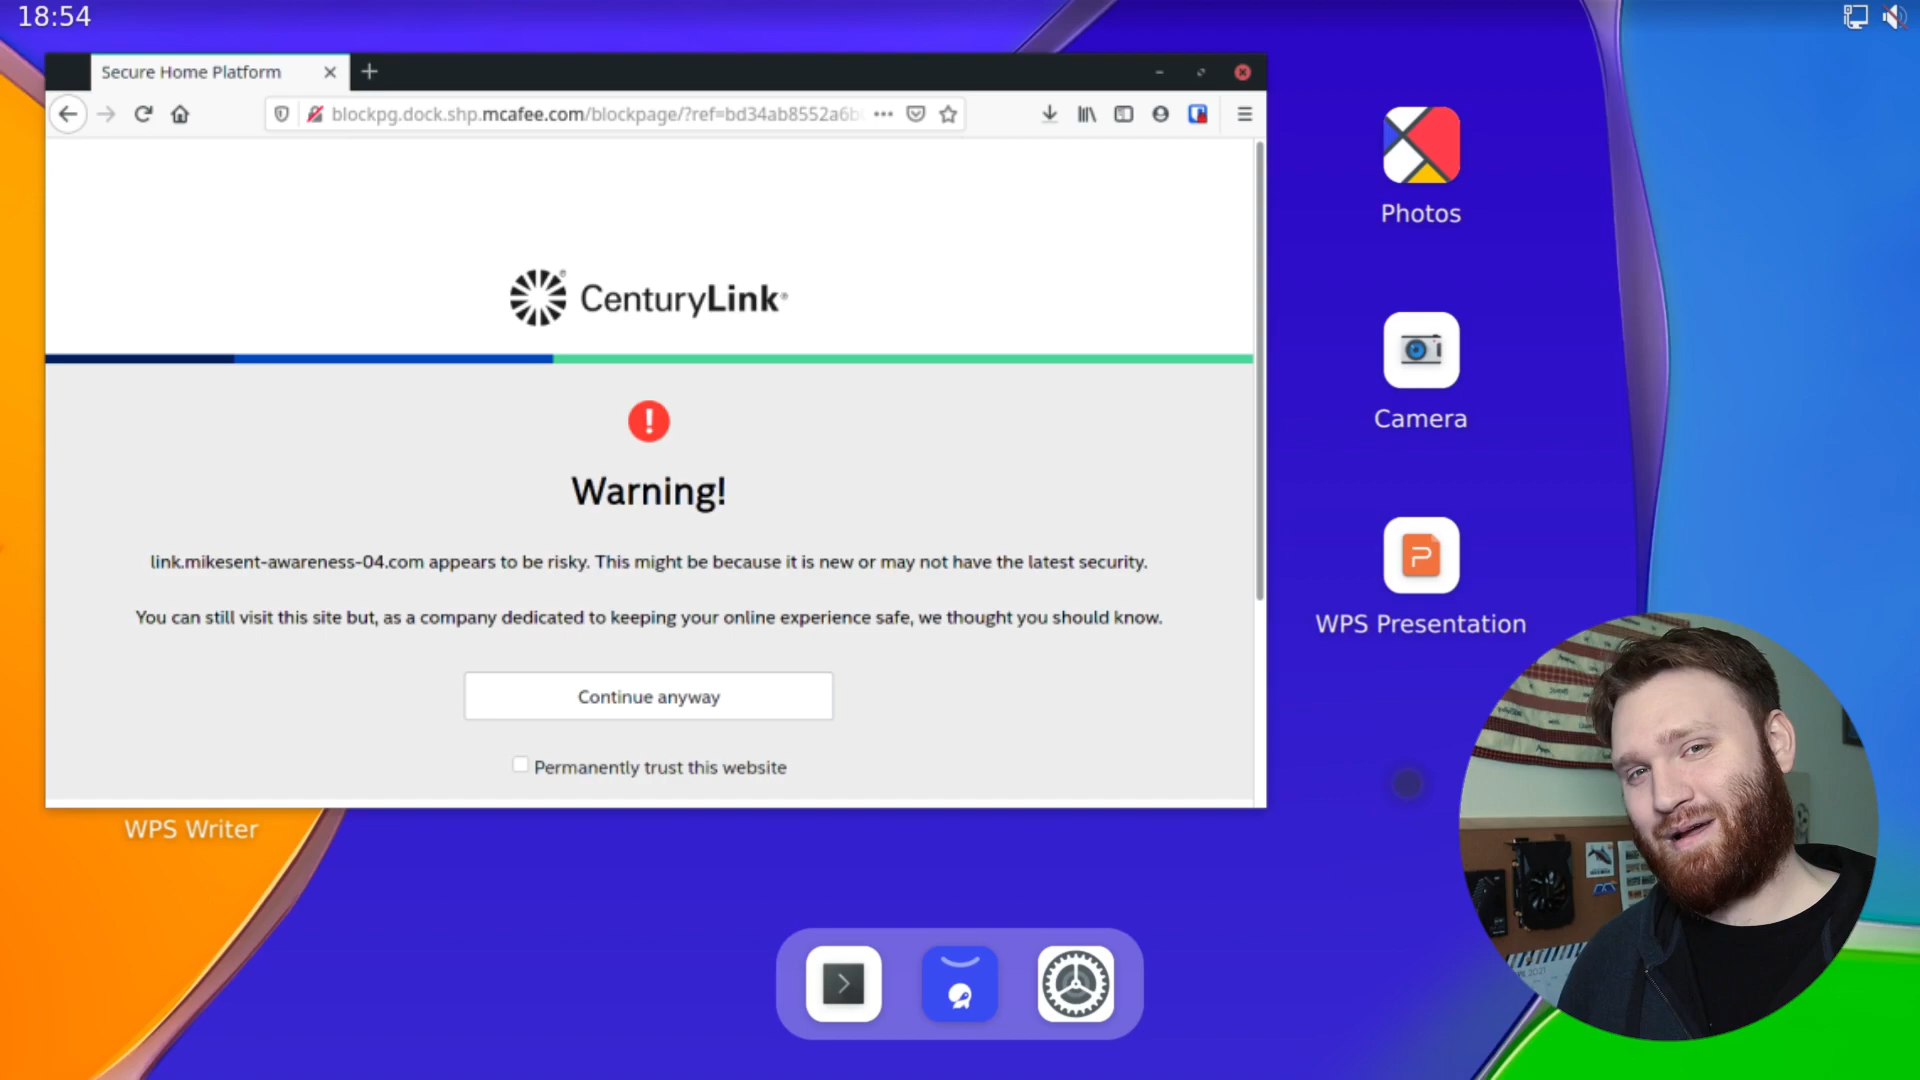 18:54
Secure Home Platform
blockpg.dock.shp.mcafee.com/blockpage/?ref=bd34ab8552a6b
CenturyLink®
Warning!
link.mikesent-awareness-04.com appears to be risky. This might be because it is new or may not have the latest security.
You can still visit this site but, as a company dedicated to keeping your online experience safe, we thought you should know.
Continue anyway
Permanently trust this website
Photos
Camera
WPS Presentation
WPS Writer
2021